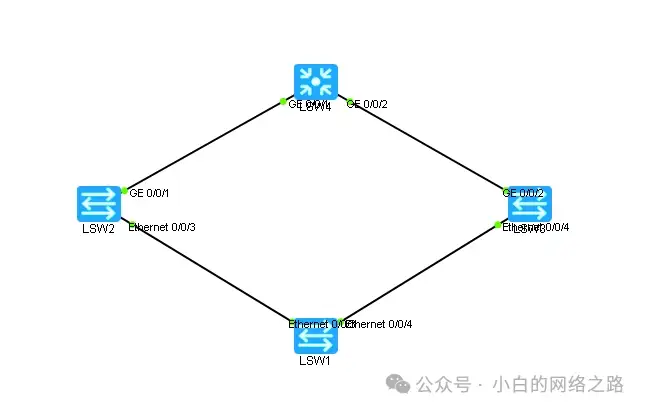 GE 0/0/1
GE 0/0/2
LSW4
GE 0/0/1
GE 0/0/2
LSW2
Ethernet 0/0/3
Ethernet 0/0/4
LSW3
Ethernet 0/0/3
Ethernet 0/0/4
LSW1
公众号 · 小白的网络之路